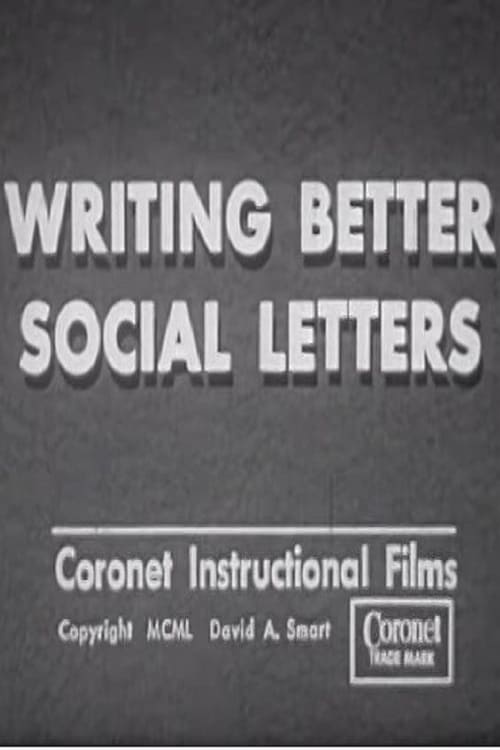 WRITING BETTER
SOCIAL LETTERS
Coronet Instructional Films
Copyright MCML David A. Smart
Coronet
TRADE MARK